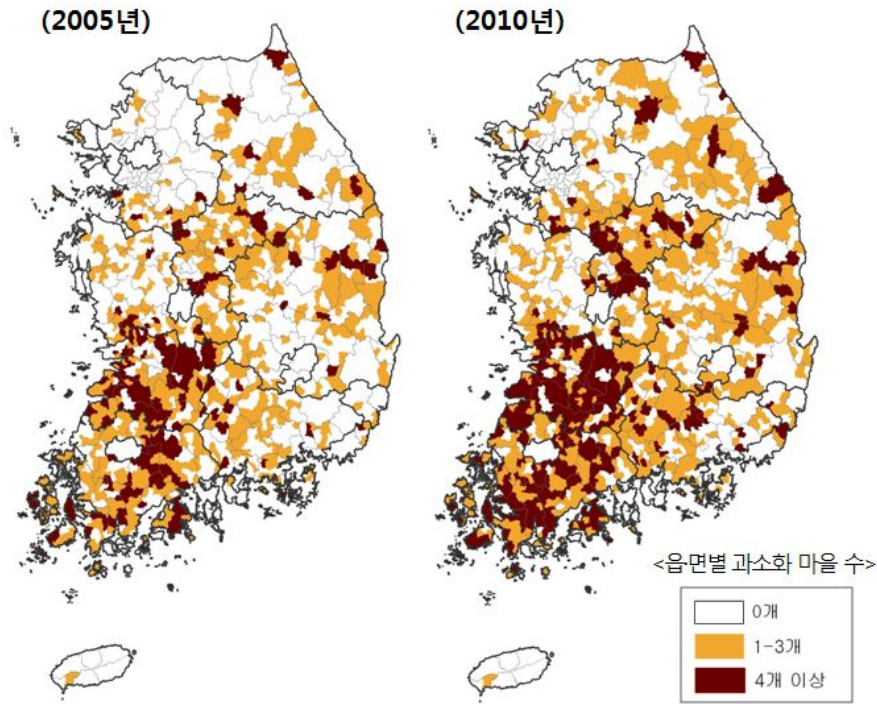 (2005년)
(2010년)
<읍·면별 과소화 마을 수>
0개
1-3개
4개 이상